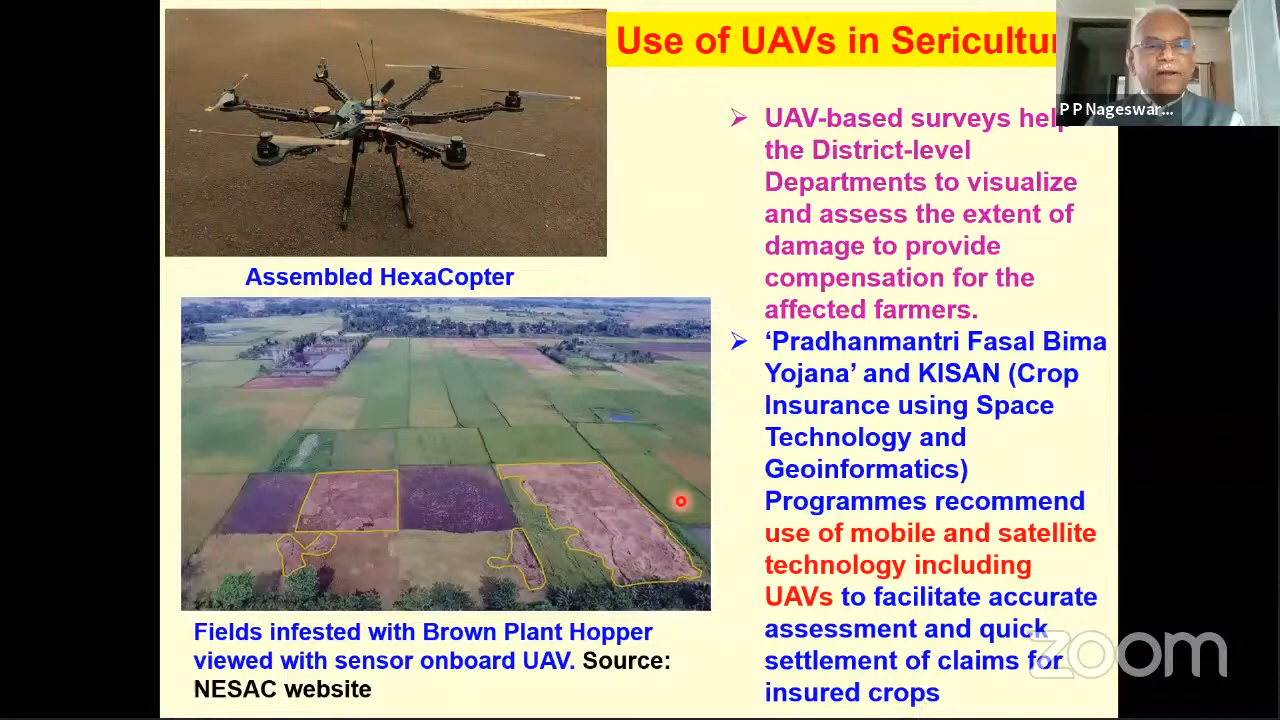 Use of UAVs in Sericultur
P P Nageswar...
UAV-based surveys help
the District-level
Departments to visualize
and assess the extent of
damage to provide
compensation for the
affected farmers.
Assembled HexaCopter
‘Pradhanmantri Fasal Bima
Yojana’ and KISAN (Crop
Insurance using Space
Technology and
Geoinformatics)
Programmes recommend
use of mobile and satellite
technology including
UAVs to facilitate accurate
assessment and quick
settlement of claims for
insured crops
Fields infested with Brown Plant Hopper
viewed with sensor onboard UAV. Source:
NESAC website
zoom